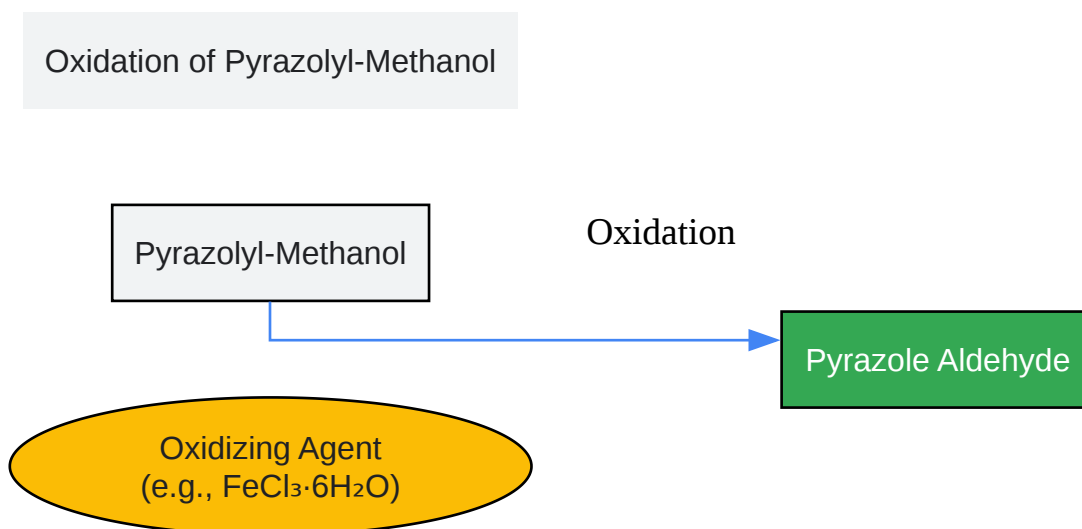 Oxidation of Pyrazolyl-Methanol
Pyrazolyl-Methanol
Oxidation
Pyrazole Aldehyde
Oxidizing Agent
(e.g., FeCl₃·6H₂O)